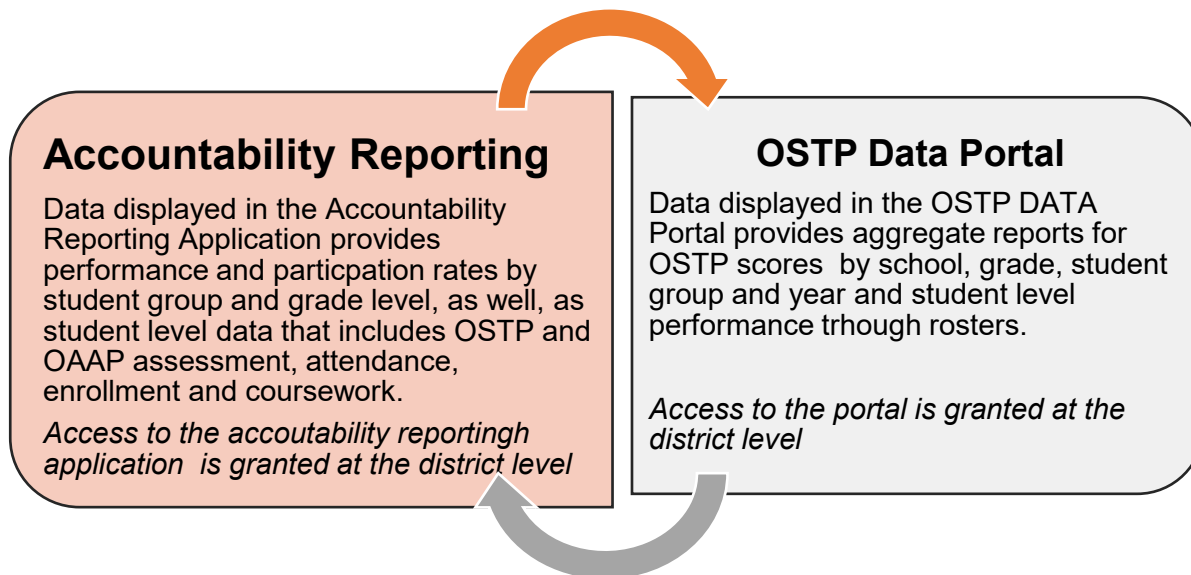 Accountability Reporting
Data displayed in the Accountability
Reporting Application provides
performance and particpation rates by
student group and grade level, as well, as
student level data that includes OSTP and
OAAP assessment, attendance,
enrollment and coursework.
Access to the accoutability reportingh
application  is granted at the district level
OSTP Data Portal
Data displayed in the OSTP DATA
Portal provides aggregate reports for
OSTP scores  by school, grade, student
group and year and student level
performance trhough rosters.
Access to the portal is granted at the
district level